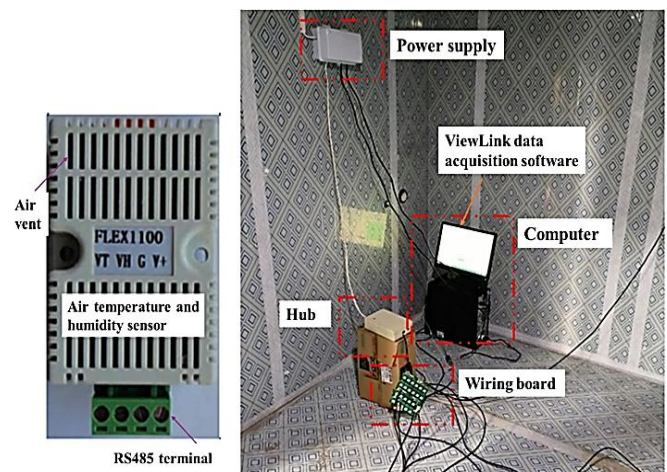 Air
vent
FLEX1100
VT VH G V+
Air temperature and
humidity sensor
RS485 terminal
Power supply
ViewLink data
acquisition software
Computer
Hub
Wiring board